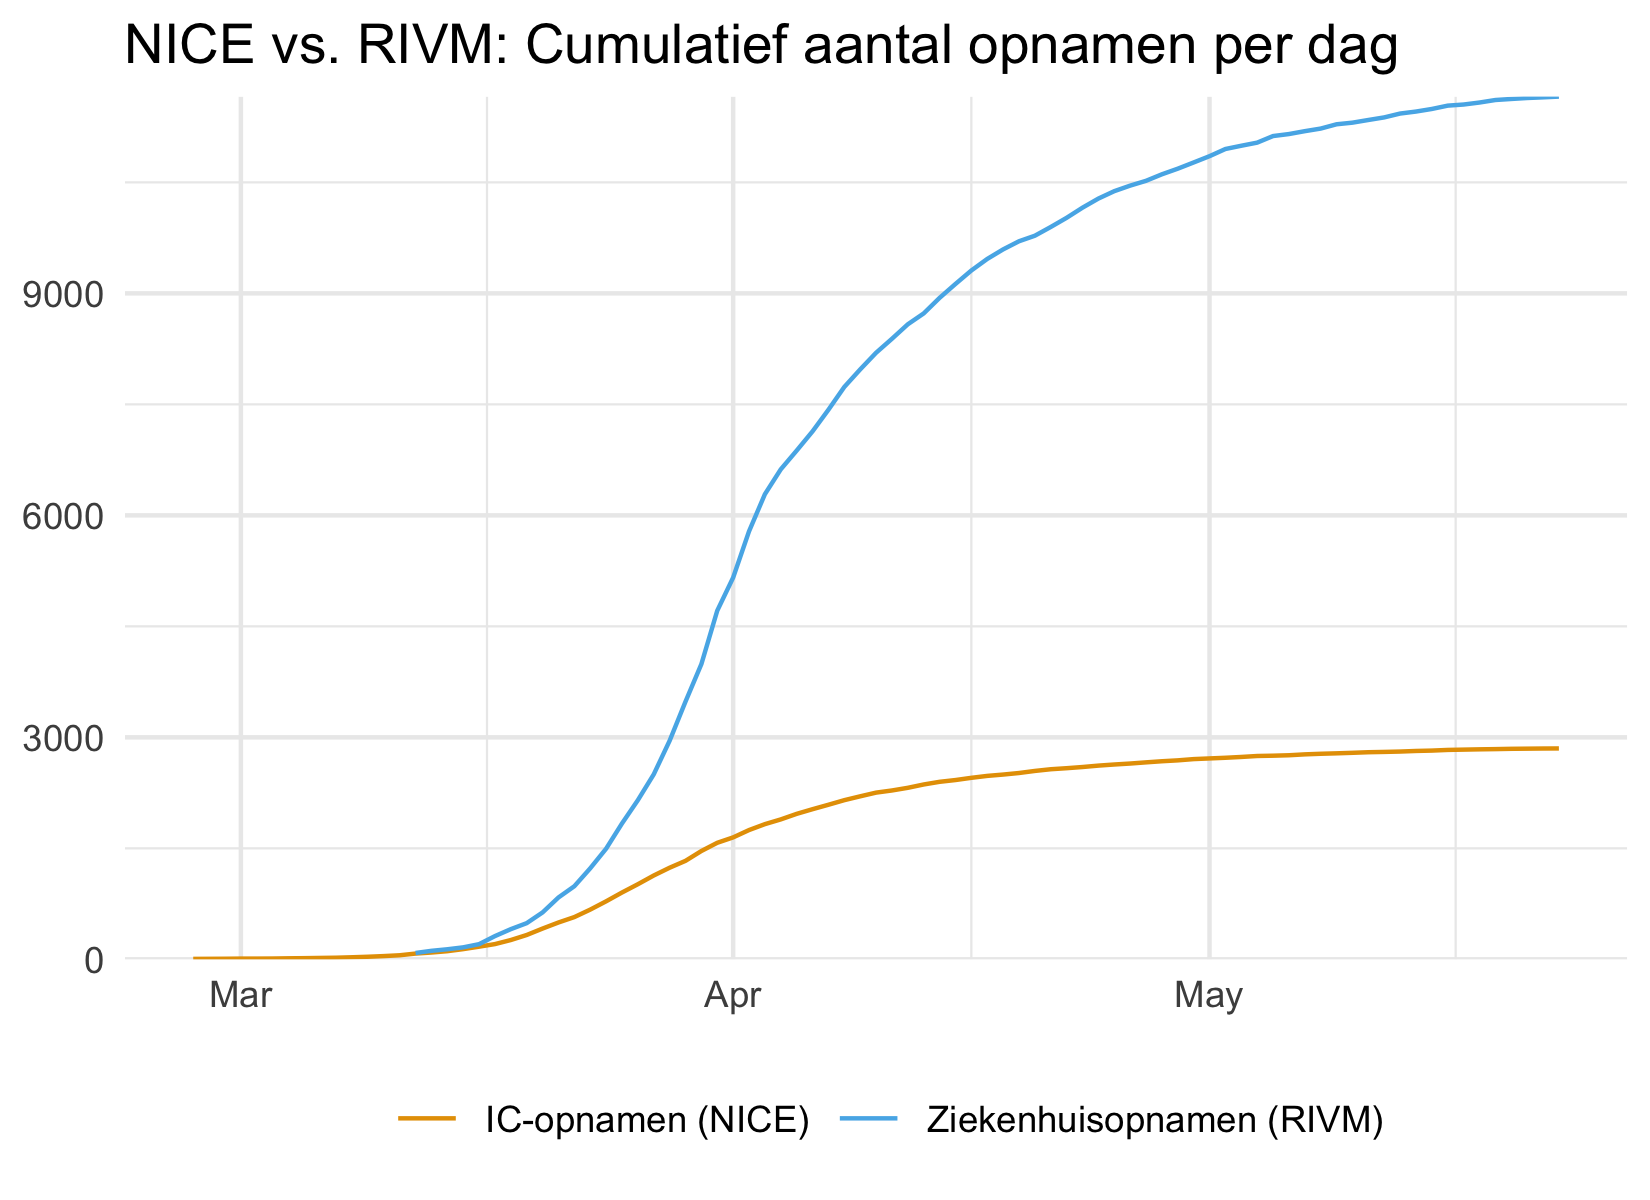 NICE vs. RIVM: Cumulatief aantal opnamen per dag
9000
6000
3000
0
Mar Apr May
IC-opnamen (NICE) Ziekenhuisopnamen (RIVM)